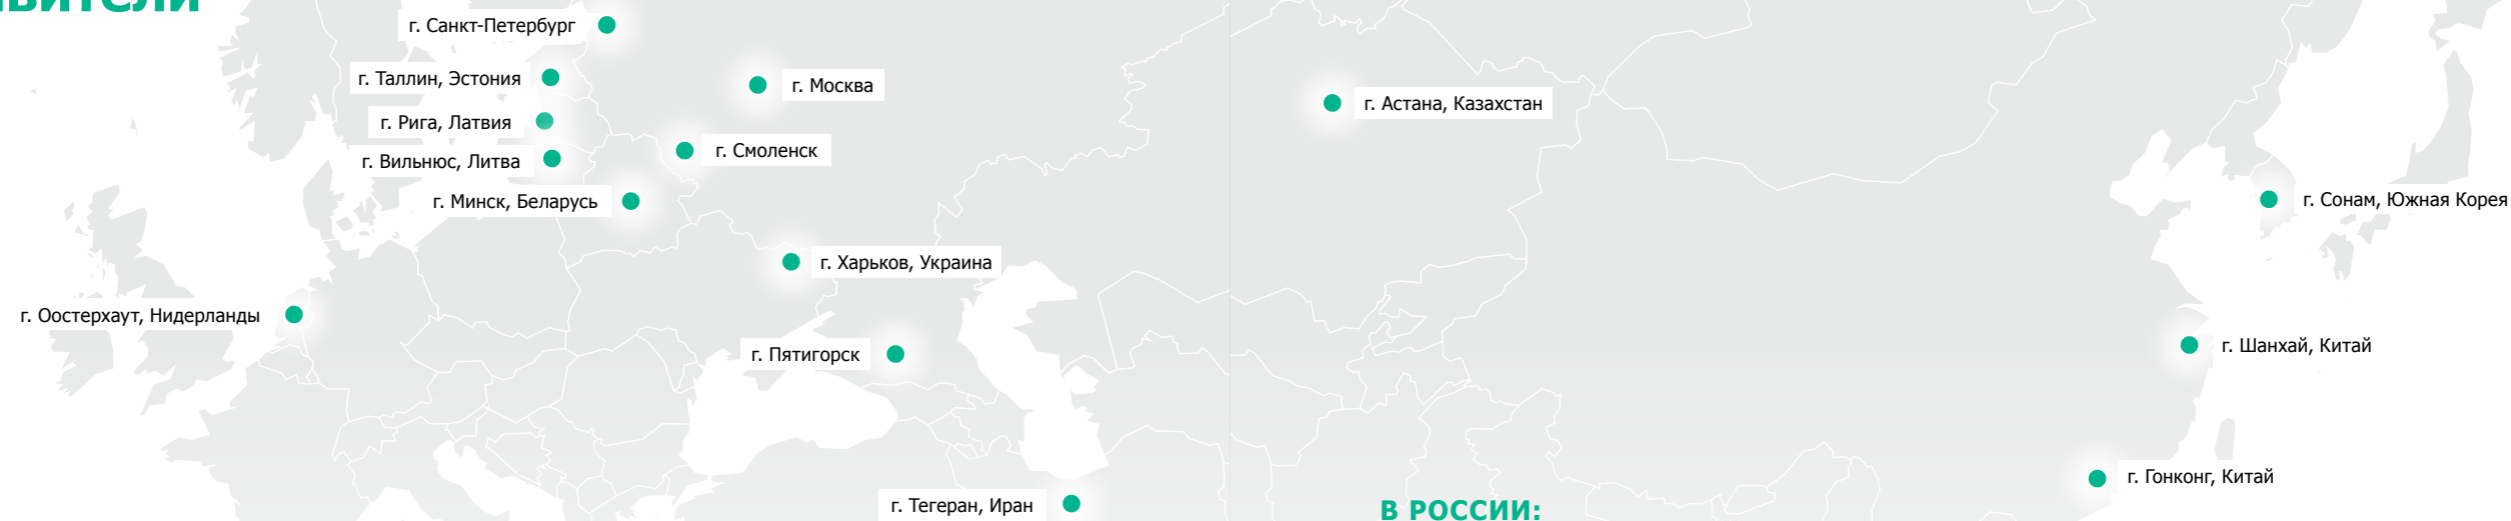 г. Санкт-Петербург
г. Таллин, Эстония
г. Москва
г. Астана, Казахстан
г. Рига, Латвия
г. Смоленск
г. Вильнюс, Литва
г. Минск, Беларусь
г. Сонам, Южная Корея
г. Харьков, Украина
г. Оостерхаут, Нидерланды
г. Шанхай, Китай
г. Пятигорск
г. Гонконг, Китай
г. Тегеран, Иран
В РОССИИ: